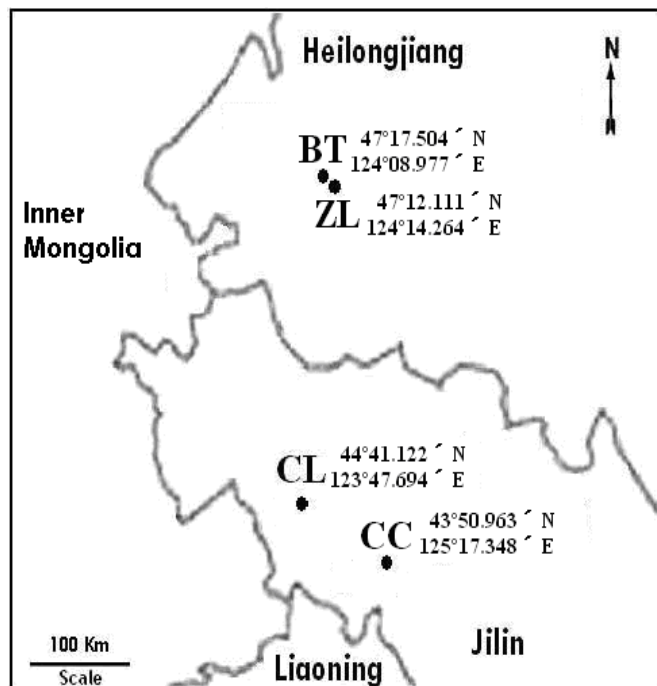 Heilongjiang
N
BT 47°17.504´ N
124°08.977´ E
ZL 47°12.111´ N
124°14.264´ E
Inner
Mongolia
CL 44°41.122´ N
123°47.694´ E
CC 43°50.963´ N
125°17.348´ E
100 Km
Scale
Liaoning
Jilin